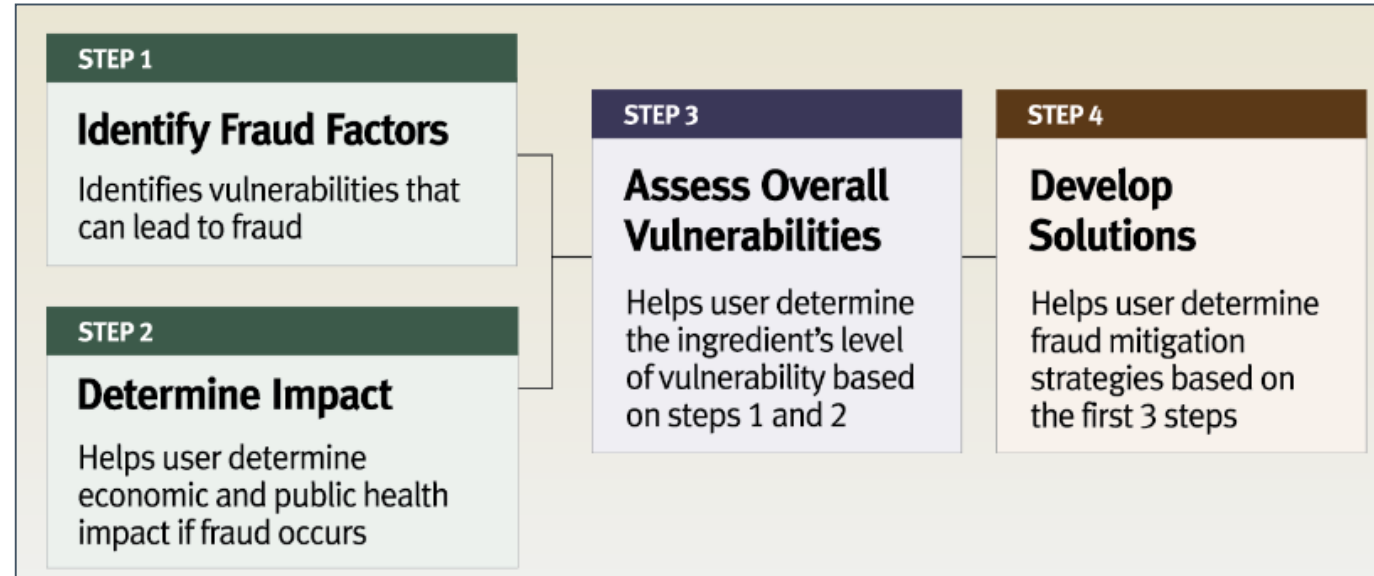 STEP 1
Identify Fraud Factors
Identifies vulnerabilities that
can lead to fraud
STEP 2
Determine Impact
Helps user determine
economic and public health
impact if fraud occurs
STEP 3
Assess Overall
Vulnerabilities
Helps user determine
the ingredient’s level
of vulnerability based
on steps 1 and 2
STEP 4
Develop
Solutions
Helps user determine
fraud mitigation
strategies based on
the first 3 steps